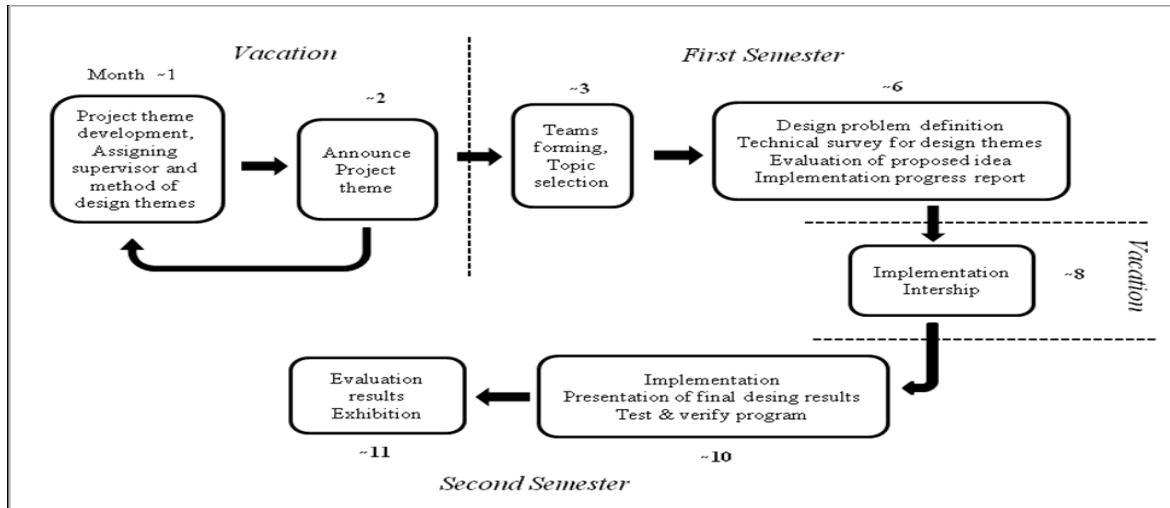 Vacation
First Semester
Month ~1
Project theme
development,
Assigning
supervisor and
method of
design themes
~2
Announce
Project
theme
~3
Teams
forming,
Topic
selection
~6
Design problem definition
Technical survey for design themes
Evaluation of proposed idea
Implementation progress report
Vacation
Implementation
Intership
~8
Implementation
Presentation of final desing results
Test & verify program
~10
Evaluation
results
Exhibition
~11
Second Semester